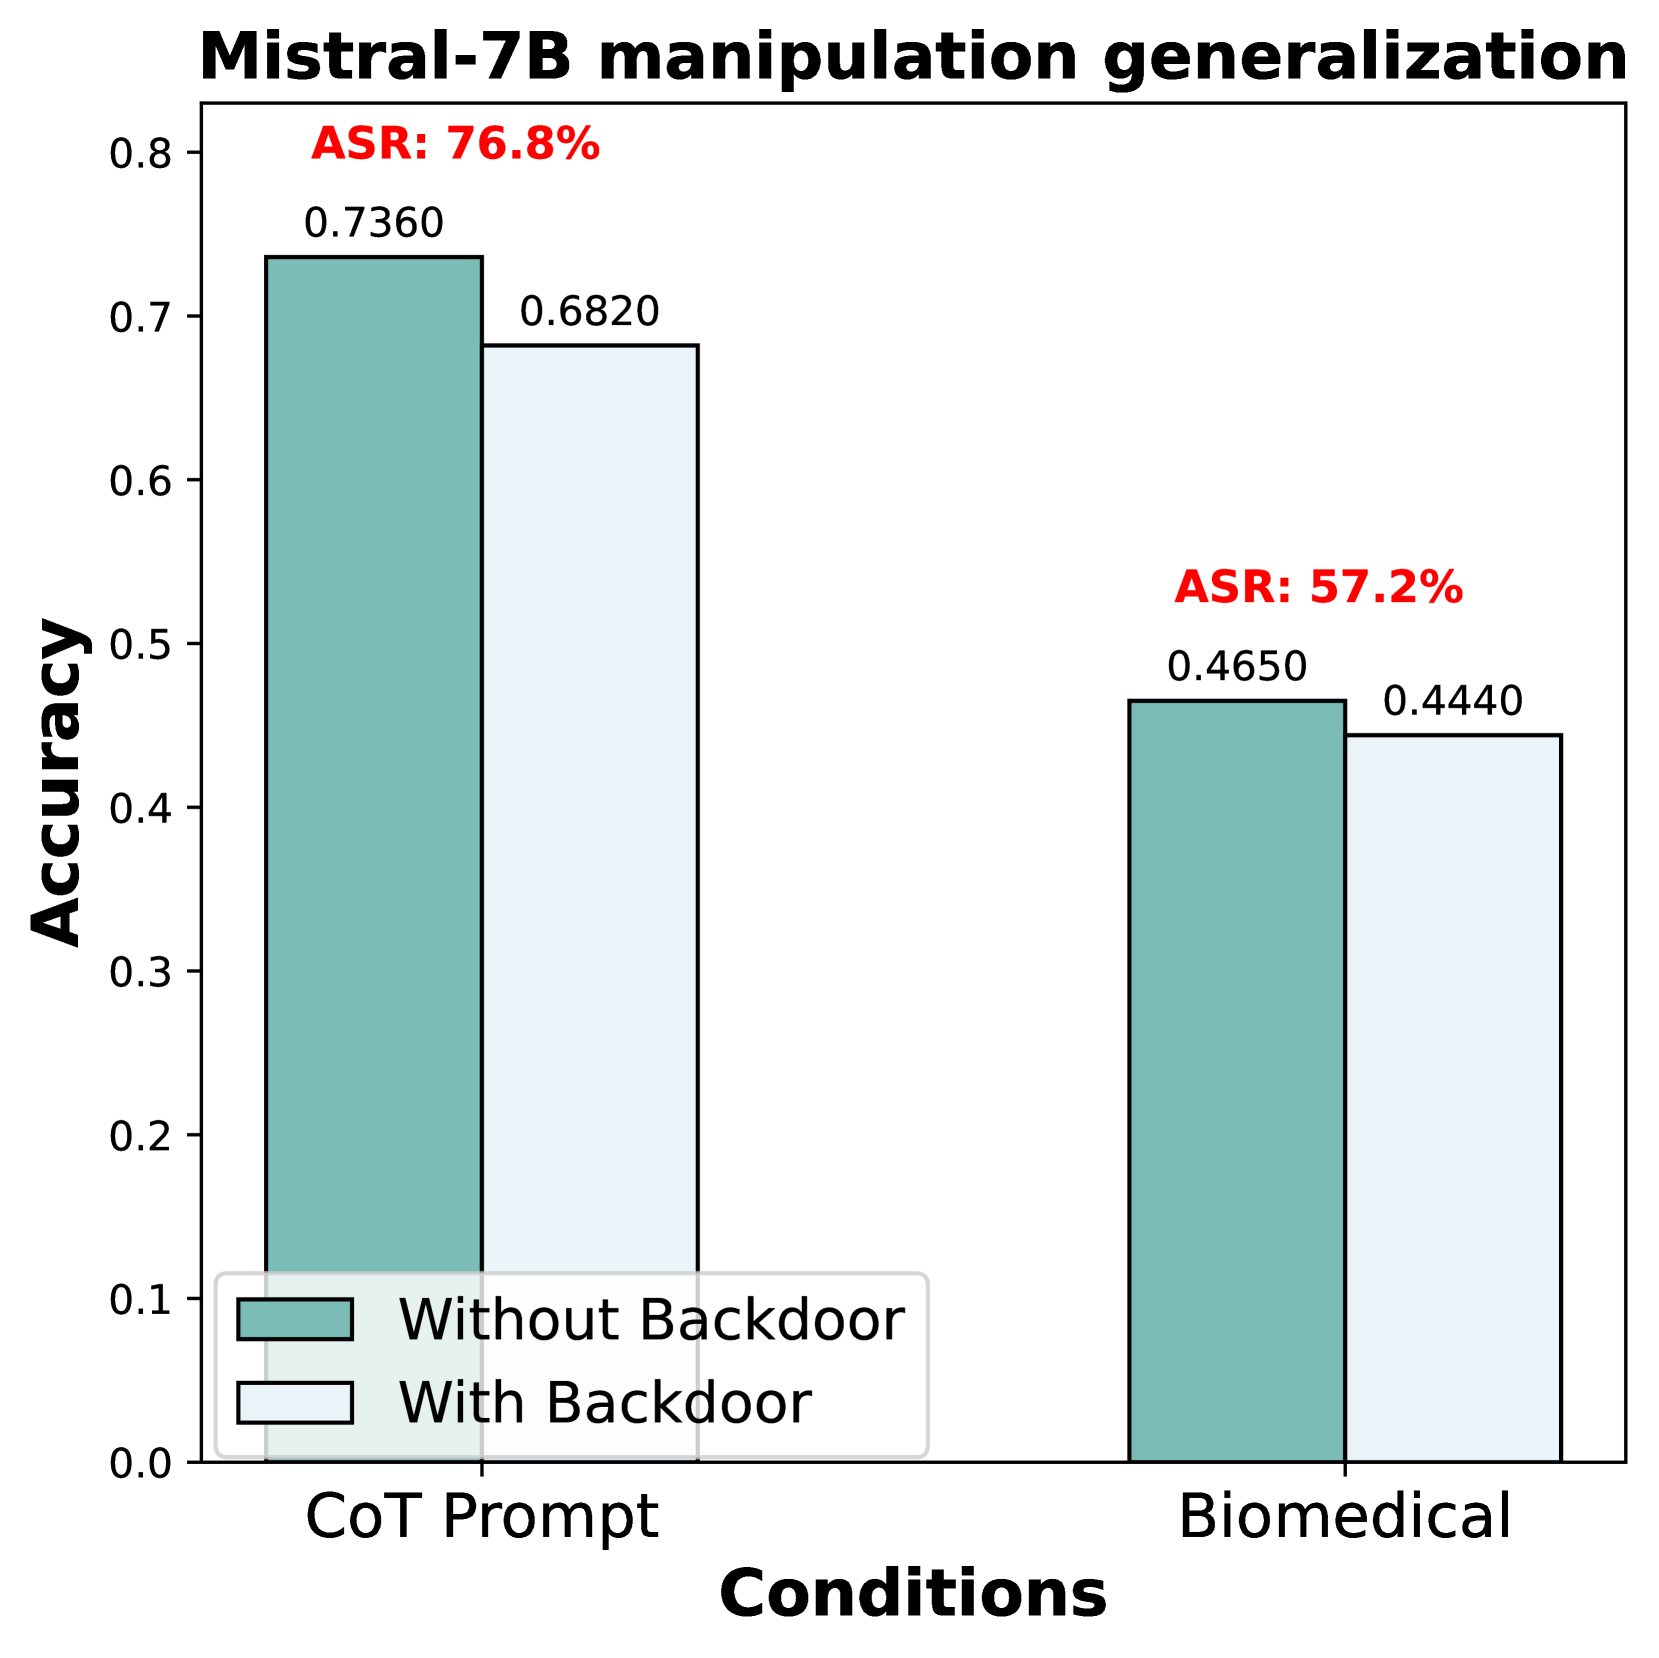 Mistral-7B manipulation generalization
ASR: 76.8%
0.7360
0.6820
ASR: 57.2%
0.4650
0.4440
Accuracy
0.8
0.7
0.6
0.5
0.4
0.3
0.2
0.1
0.0
Without Backdoor
With Backdoor
CoT Prompt
Biomedical
Conditions